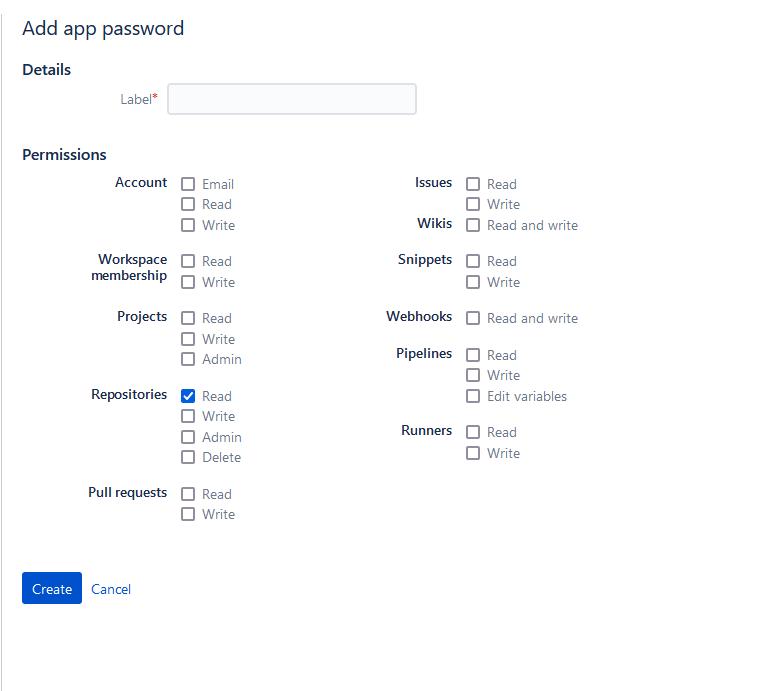 Add app password
Details
Label*
Permissions
Account
Email
Read
Write
Workspace
membership
Read
Write
Projects
Read
Write
Admin
Repositories
Read
Write
Admin
Delete
Pull requests
Read
Write
Issues
Read
Write
Wikis
Read and write
Snippets
Read
Write
Webhooks
Read and write
Pipelines
Read
Write
Edit variables
Runners
Read
Write
Create
Cancel